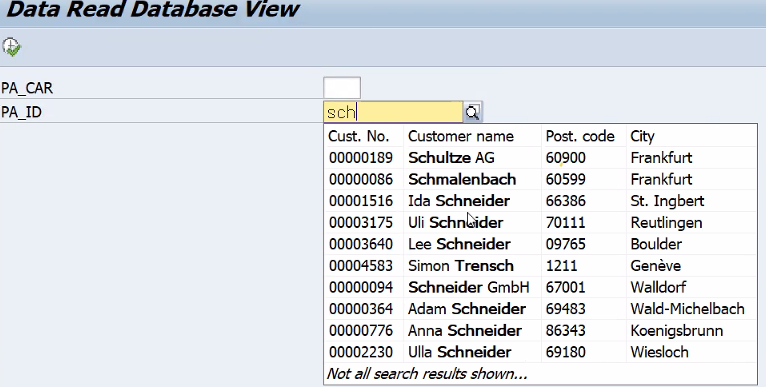 Data Read Database View
PA_CAR
PA_ID sch
Cust. No. Customer name Post. code City
00000189 Schultze AG 60900 Frankfurt
00000086 Schmalenbach 60599 Frankfurt
00001516 Ida Schneider 66386 St. Ingbert
00003175 Uli Schneider 70111 Reutlingen
00003640 Lee Schneider 09765 Boulder
00004583 Simon Trensch 1211 Genève
00000094 Schneider GmbH 67001 Walldorf
00000364 Adam Schneider 69483 Wald-Michelbach
00000776 Anna Schneider 86343 Koenigsbrunn
00002230 Ulla Schneider 69180 Wiesloch
Not all search results shown...